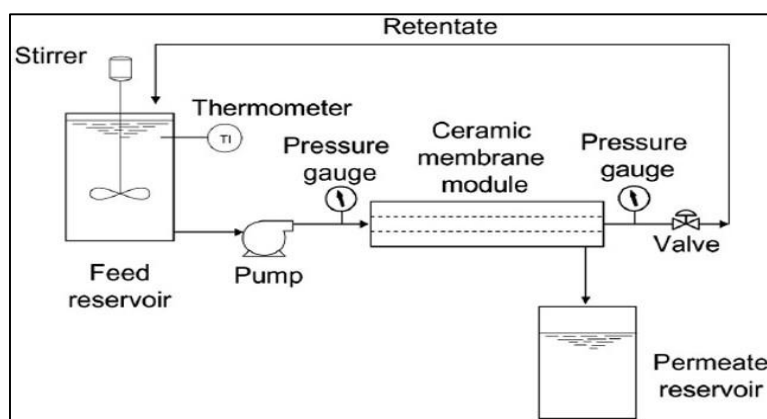 Retentate
Stirrer
Thermometer
TI
Pressure
gauge
Ceramic
membrane
module
Pressure
gauge
Valve
Pump
Feed
reservoir
Permeate
reservoir